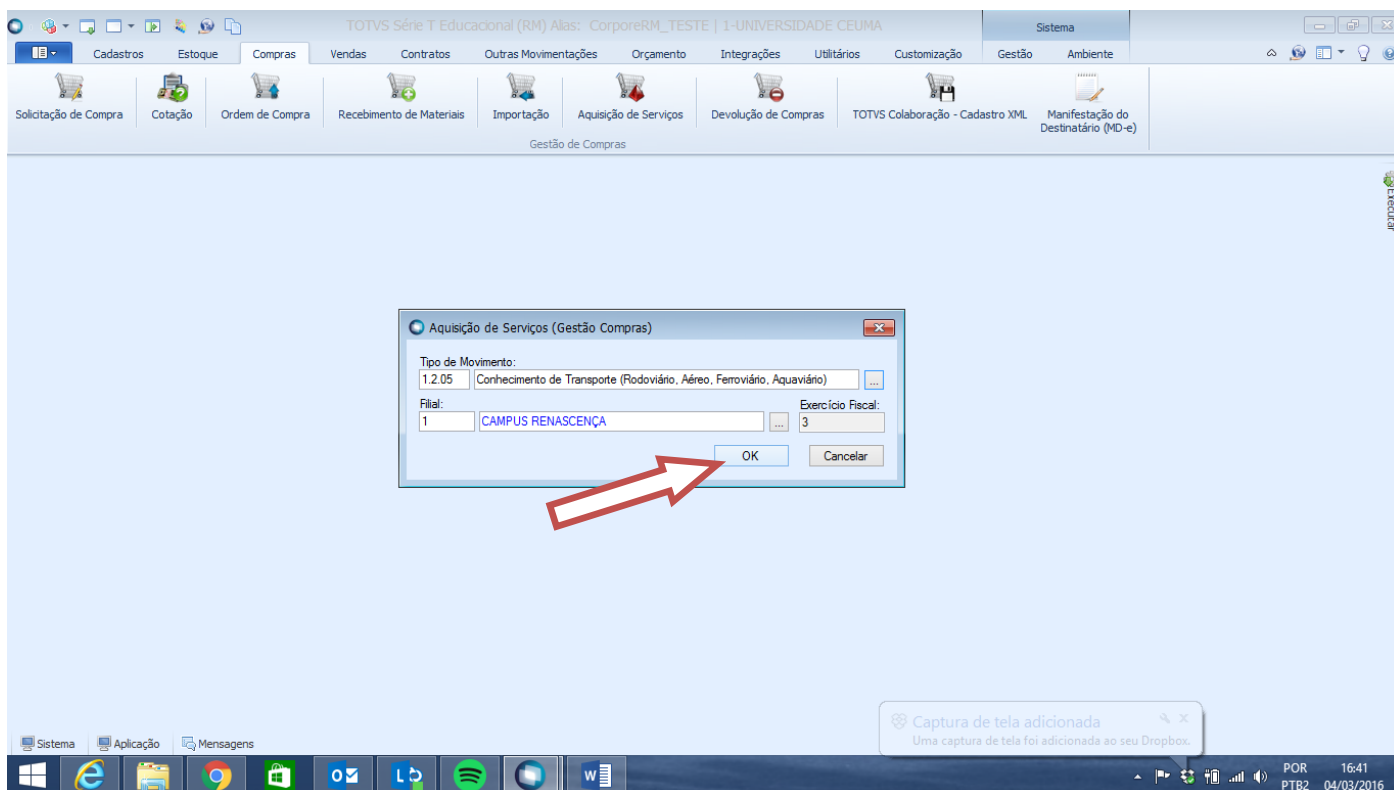 TOTVS Série T Educacional (RM) Alias: CorporeRM_TESTE | 1-UNIVERSIDADE CEUMA
Sistema
Cadastros Estoque Compras Vendas Contratos Outras Movimentações Orçamento Integrações Utilitários Customização Gestão Ambiente
Solicitação de Compra Cotação Ordem de Compra Recebimento de Materiais Importação Aquisição de Serviços Devolução de Compras TOTVS Colaboração - Cadastro XML Manifestação do
Destinatário (MD-e)
Gestão de Compras
Executar
Aquisição de Serviços (Gestão Compras)
Tipo de Movimento:
1.2.05 Conhecimento de Transporte (Rodoviário, Aéreo, Ferroviário, Aquaviário) ...
Filial: Exercício Fiscal:
1 CAMPUS RENASCENÇA ... 3
OK Cancelar
Captura de tela adicionada
Uma captura de tela foi adicionada ao seu Dropbox.
Sistema Aplicação Mensagens
POR 16:41
PTB2 04/03/2016